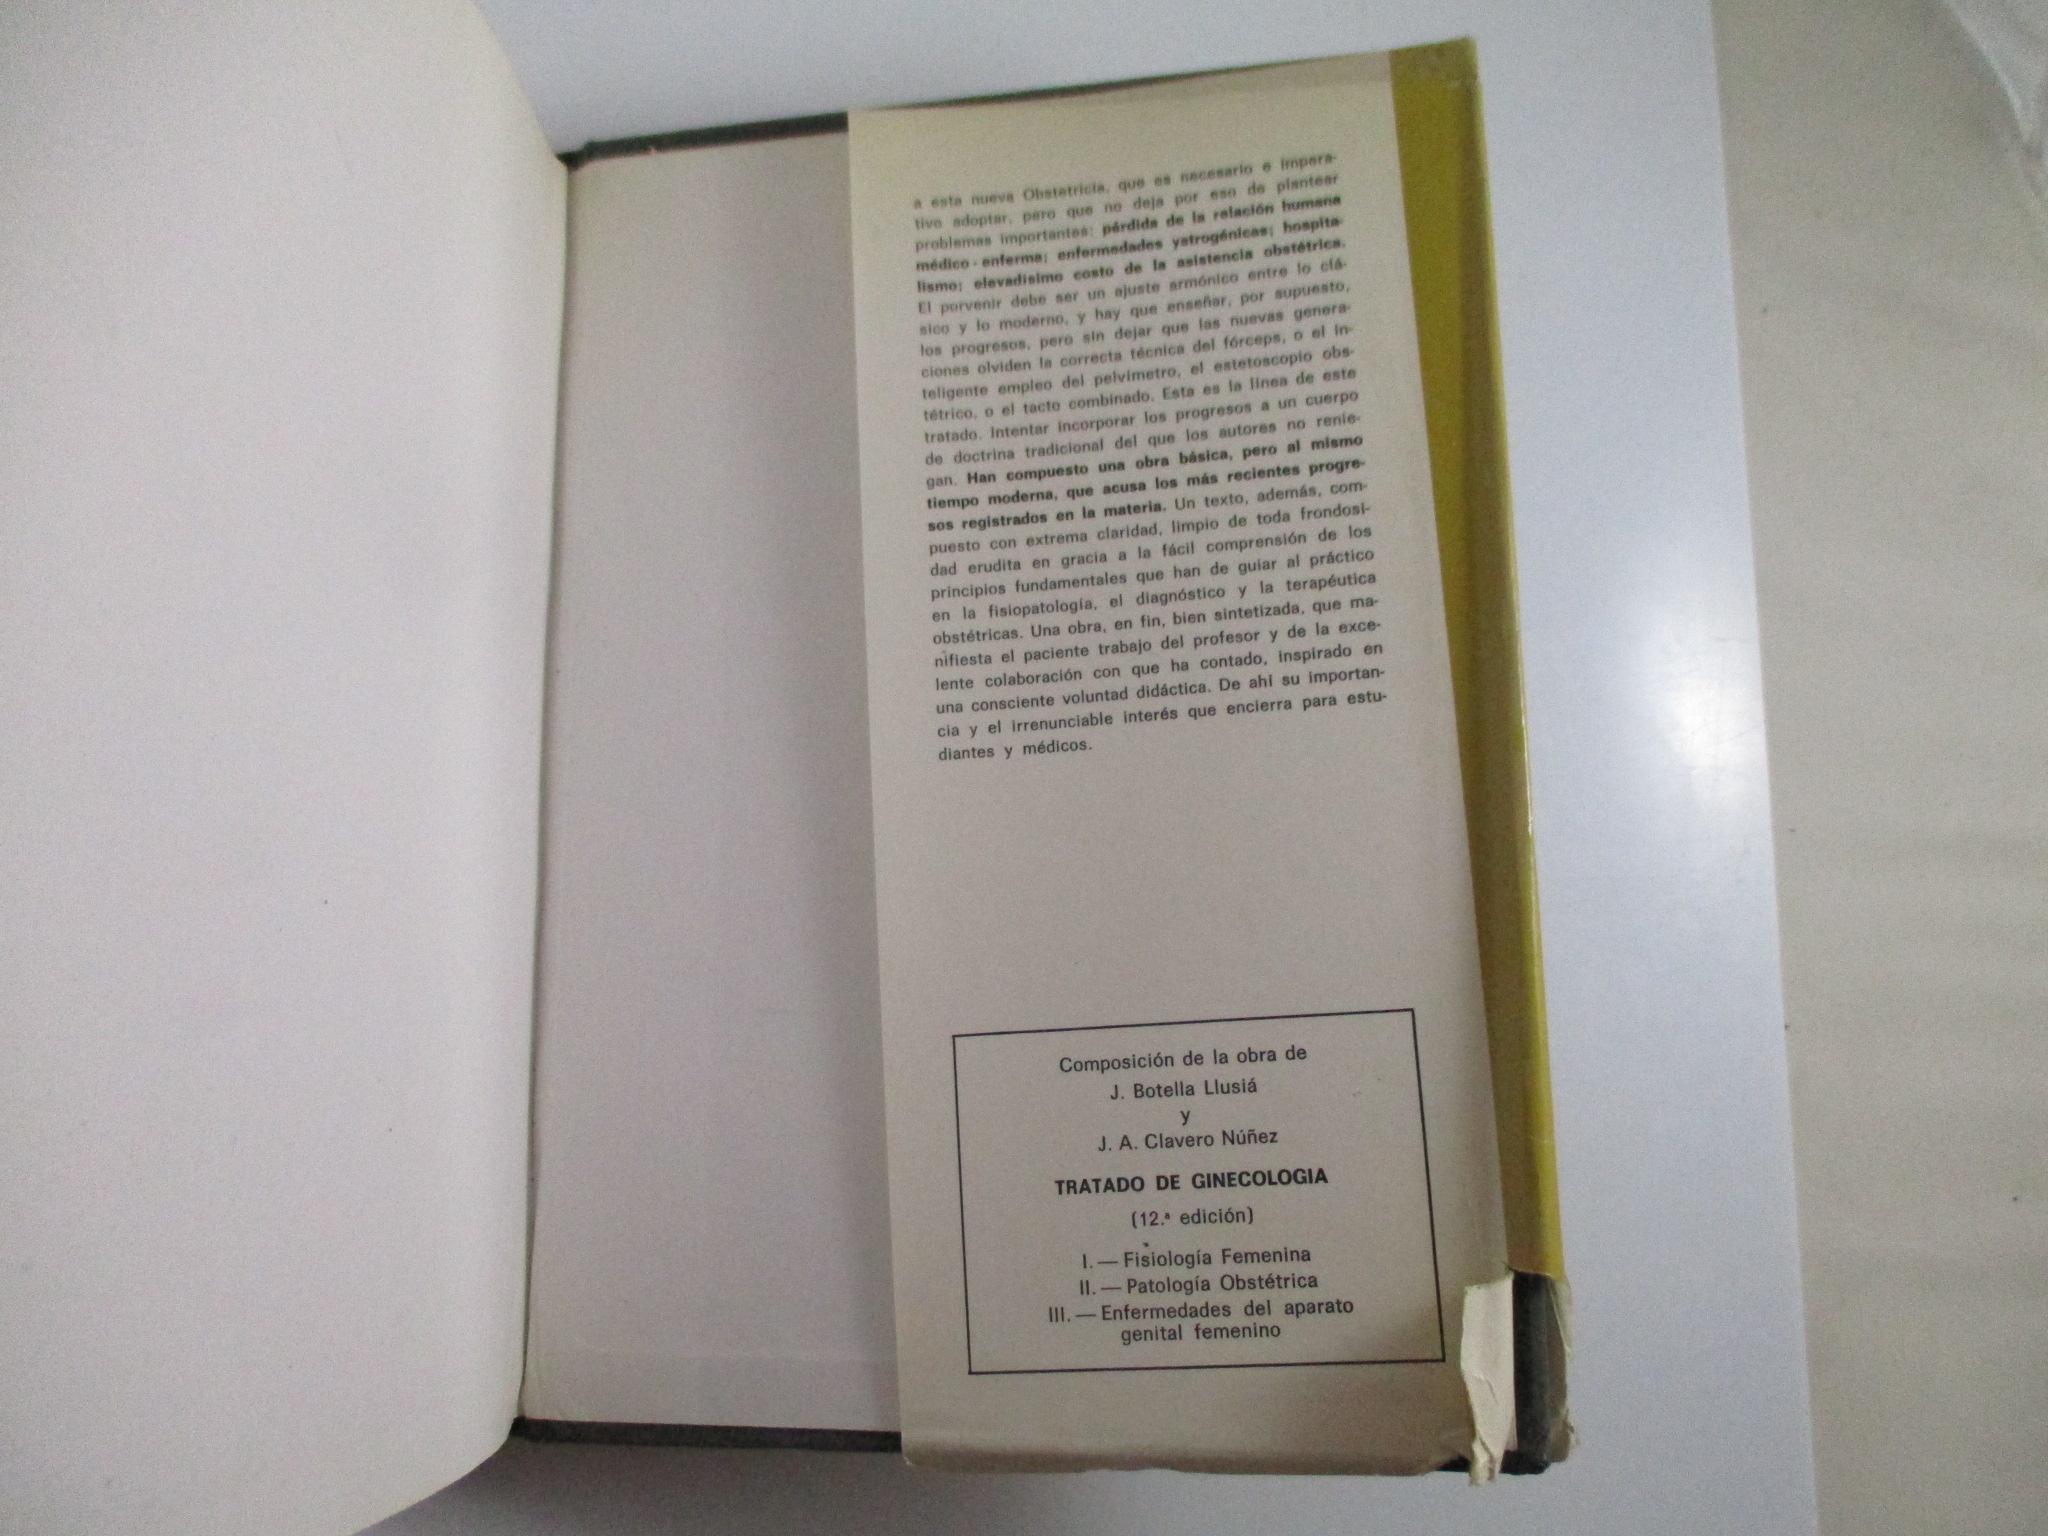 a esta nueva Obstetricia, que es necesario e impera-
tivo adoptar, pero que no deja por eso de plantear
problemas importantes: pérdida de la relación humana
médico - enferma; enfermedades yatrogénicas; hospita-
lismo; elevadísimo costo de la asistencia obstétrica.
El porvenir debe ser un ajuste armónico entre lo clá-
sico y lo moderno, y hay que enseñar, por supuesto,
los progresos, pero sin dejar que las nuevas genera-
ciones olviden la correcta técnica del fórceps, o el in-
teligente empleo del pelvímetro, el estetoscopio obs-
tétrico, o el tacto combinado. Esta es la línea de este
tratado. Intentar incorporar los progresos a un cuerpo
de doctrina tradicional del que los autores no renie-
gan. Han compuesto una obra básica, pero al mismo
tiempo moderna, que acusa los más recientes progre-
sos registrados en la materia. Un texto, además, com-
puesto con extrema claridad, limpio de toda frondosi-
dad erudita en gracia a la fácil comprensión de los
principios fundamentales que han de guiar al práctico
en la fisiopatología, el diagnóstico y la terapéutica
obstétricas. Una obra, en fin, bien sintetizada, que ma-
nifiesta el paciente trabajo del profesor y de la exce-
lente colaboración con que ha contado, inspirado en
una consciente voluntad didáctica. De ahí su importan-
cia y el irrenunciable interés que encierra para estu-
diantes y médicos.
Composición de la obra de
J. Botella Llusiá
y
J. A. Clavero Núñez
TRATADO DE GINECOLOGIA
(12.ª edición)
I. — Fisiología Femenina
II. — Patología Obstétrica
III. — Enfermedades del aparato
genital femenino